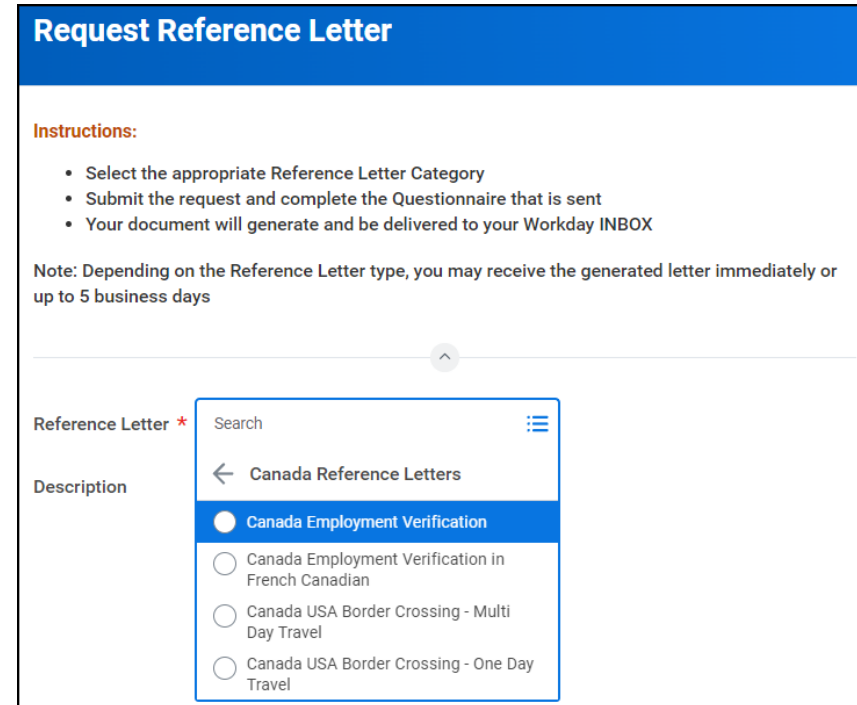 Request Reference Letter
Instructions:
Select the appropriate Reference Letter Category
Submit the request and complete the Questionnaire that is sent
Your document will generate and be delivered to your Workday INBOX
Note: Depending on the Reference Letter type, you may receive the generated letter immediately or
up to 5 business days
Reference Letter *
Search
Canada Reference Letters
Description
Canada Employment Verification
Canada Employment Verification in
French Canadian
Canada USA Border Crossing - Multi
Day Travel
Canada USA Border Crossing - One Day
Travel